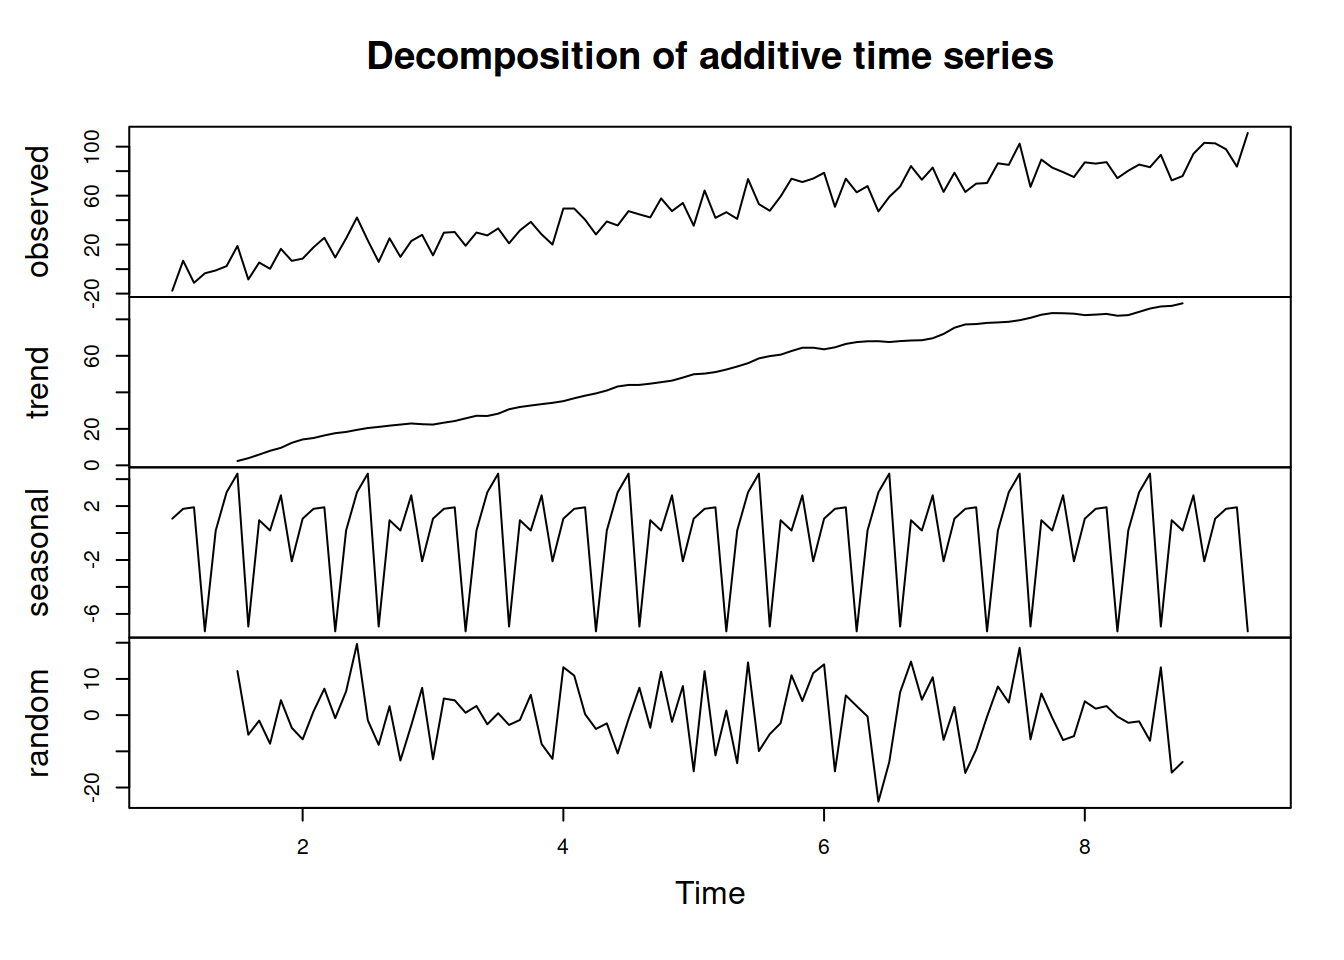 Decomposition of additive time series
observed
-20 20 60 100
trend
0 20 60
seasonal
-6 -2 2
random
-20 0 10
2 4 6 8
Time